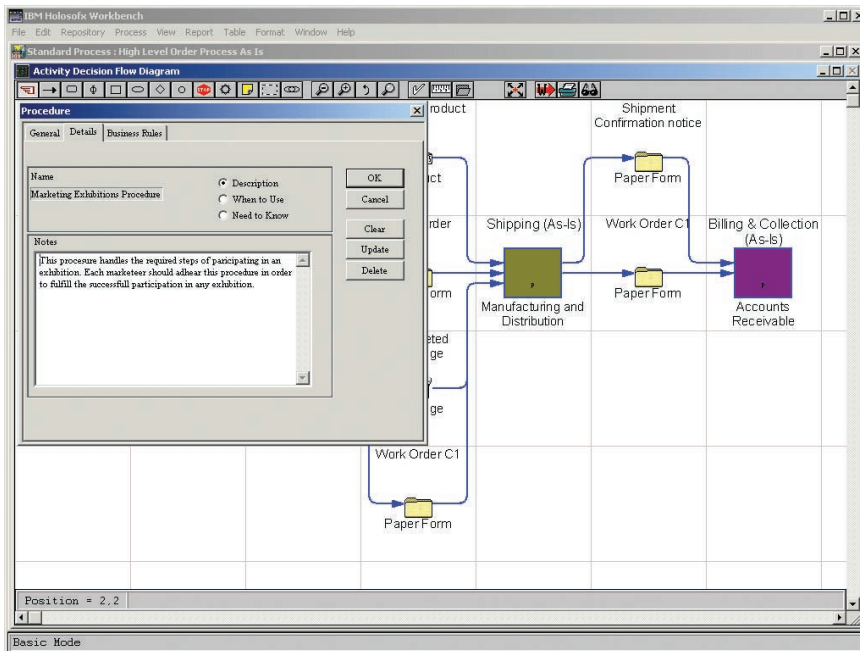 IBM Holosofx Workbench
File Edit Repository Process View Report Table Format Window Help
Standard Process : High Level Order Process As Is
Activity Decision Flow Diagram
STOP
Procedure
General Details Business Rules
Name
Marketing Exhibitions Procedure
Description
When to Use
Need to Know
OK
Cancel
Clear
Update
Delete
Notes
This procesure handles the required steps of paricipating in an
exhibition. Each marketeer should adhear this procedure in order
to fulfill the successfull participation in any exhibition.
roduct
Shipment
Confirmation notice
ict
Paper Form
rder
Shipping (As-Is)
Work Order C1
Billing & Collection
(As-Is)
orm
Manufacturing and
Distribution
Paper Form
Accounts
Receivable
eted
ge
ge
Work Order C1
Paper Form
Position = 2,2
Basic Mode